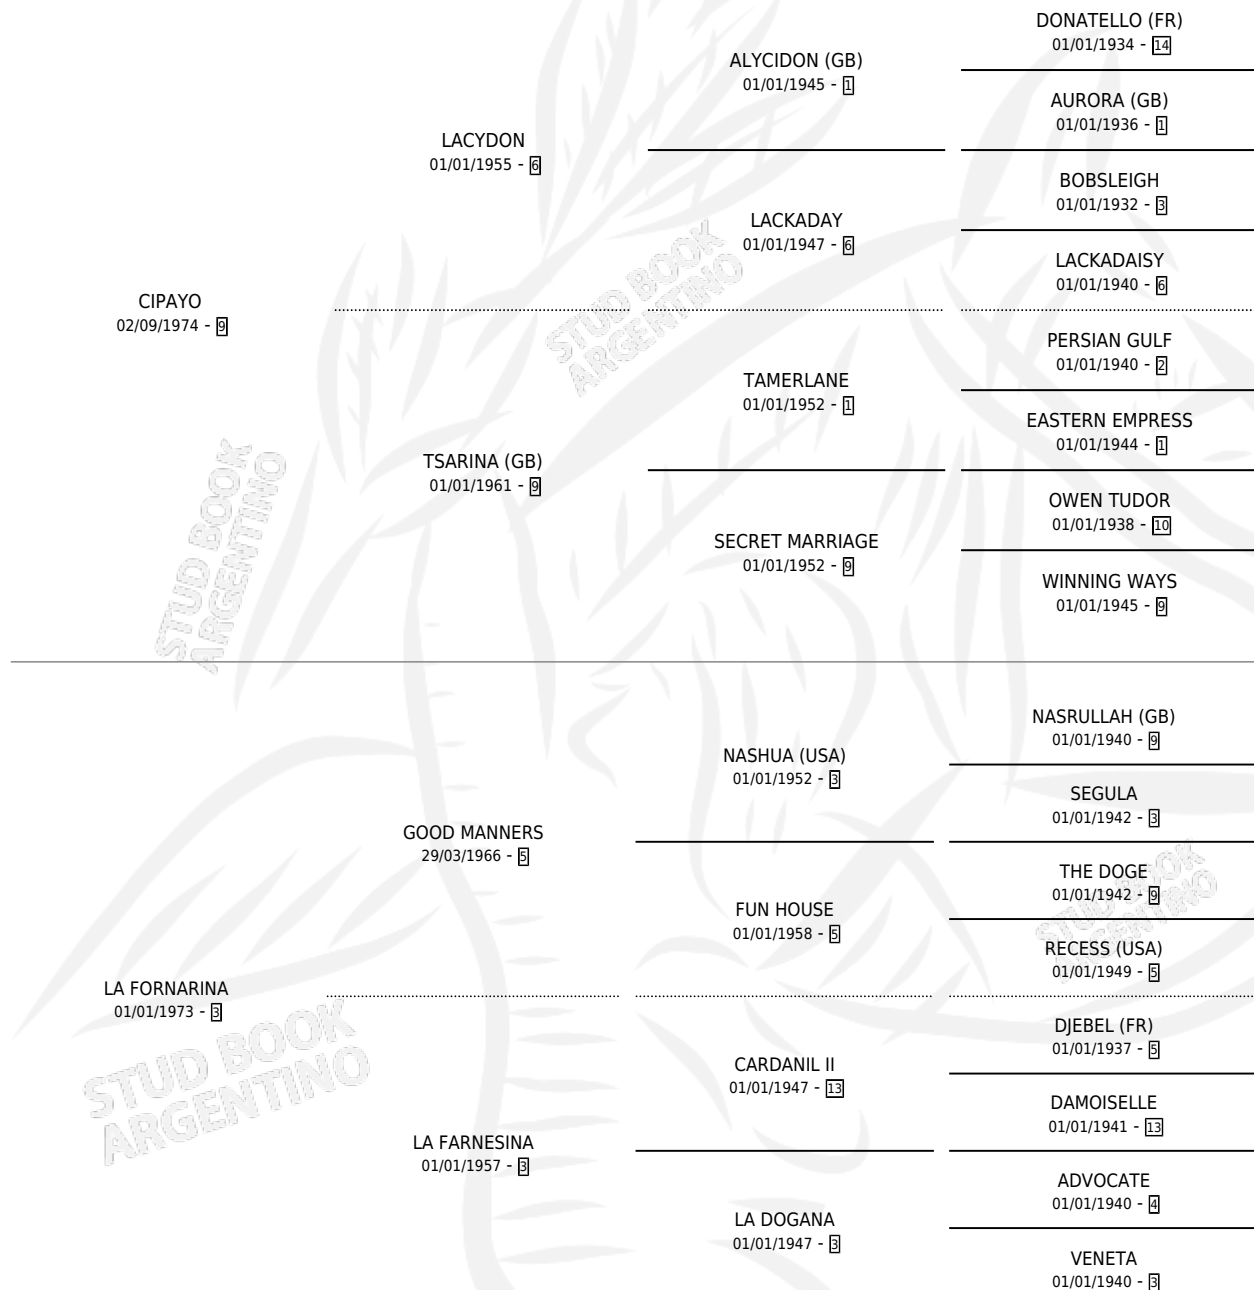 CIPAYO
02/09/1974 - 9
LACYDON
01/01/1955 - 6
ALYCIDON (GB)
01/01/1945 - 1
DONATELLO (FR)
01/01/1934 - 14
AURORA (GB)
01/01/1936 - 1
LACKADAY
01/01/1947 - 6
BOBSLEIGH
01/01/1932 - 3
LACKADAISY
01/01/1940 - 6
TSARINA (GB)
01/01/1961 - 9
TAMERLANE
01/01/1952 - 1
PERSIAN GULF
01/01/1940 - 2
EASTERN EMPRESS
01/01/1944 - 1
SECRET MARRIAGE
01/01/1952 - 9
OWEN TUDOR
01/01/1938 - 10
WINNING WAYS
01/01/1945 - 9
LA FORNARINA
01/01/1973 - 3
GOOD MANNERS
29/03/1966 - 5
NASHUA (USA)
01/01/1952 - 3
NASRULLAH (GB)
01/01/1940 - 9
SEGULA
01/01/1942 - 3
FUN HOUSE
01/01/1958 - 5
THE DOGE
01/01/1942 - 9
RECESS (USA)
01/01/1949 - 5
LA FARNESINA
01/01/1957 - 3
CARDANIL II
01/01/1947 - 13
DJEBEL (FR)
01/01/1937 - 5
DAMOISELLE
01/01/1941 - 13
LA DOGANA
01/01/1947 - 3
ADVOCATE
01/01/1940 - 4
VENETA
01/01/1940 - 3
STUD BOOK
ARGENTINO
STUD BOOK
ARGENTINO
STUD BOOK
ARGENTINO
STUD BOOK
ARGENTINO